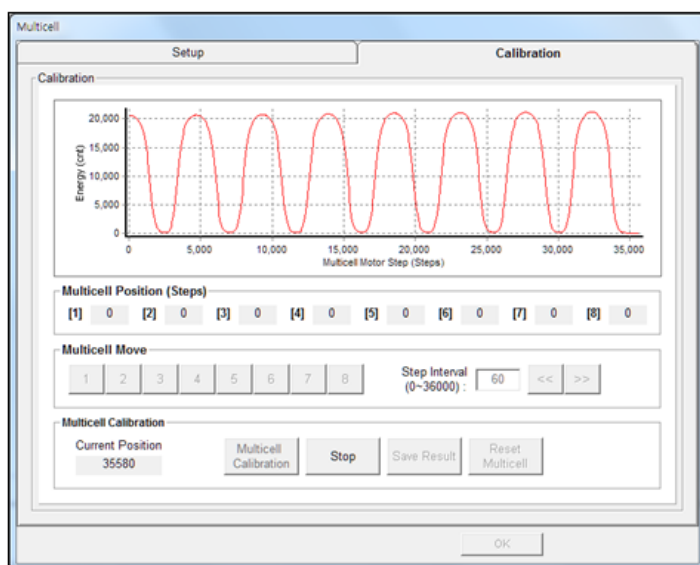 Multicell
Setup
Calibration
Calibration
Energy (cnt)
20,000
15,000
10,000
5,000
0
0 5,000 10,000 15,000 20,000 25,000 30,000 35,000
Multicell Motor Step (Steps)
Multicell Position (Steps)
[1] 0 [2] 0 [3] 0 [4] 0 [5] 0 [6] 0 [7] 0 [8] 0
Multicell Move
1 2 3 4 5 6 7 8
Step Interval
(0~36000) : 60 << >>
Multicell Calibration
Current Position
35580
Multicell
Calibration
Stop
Save Result
Reset
Multicell
OK